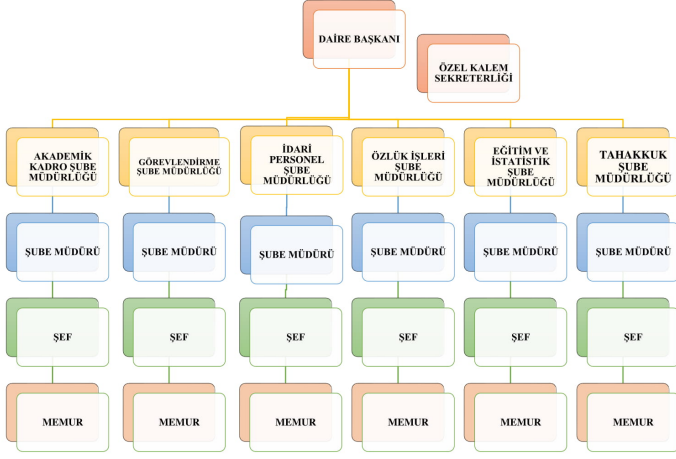 DAİRE BAŞKANI
ÖZEL KALEM
SEKRETERLİĞİ
AKADEMİK
KADRO ŞUBE
MÜDÜRLÜĞÜ
GÖREVLENDİRME
ŞUBE MÜDÜRLÜĞÜ
İDARİ
PERSONEL
ŞUBE
MÜDÜRLÜĞÜ
ÖZLÜK İŞLERİ
ŞUBE
MÜDÜRLÜĞÜ
EĞİTİM VE
İSTATİSTİK
ŞUBE
MÜDÜRLÜĞÜ
TAHAKKUK
ŞUBE
MÜDÜRLÜĞÜ
ŞUBE MÜDÜRÜ
ŞUBE MÜDÜRÜ
ŞUBE MÜDÜRÜ
ŞUBE MÜDÜRÜ
ŞUBE MÜDÜRÜ
ŞUBE MÜDÜRÜ
ŞEF
ŞEF
ŞEF
ŞEF
ŞEF
ŞEF
MEMUR
MEMUR
MEMUR
MEMUR
MEMUR
MEMUR